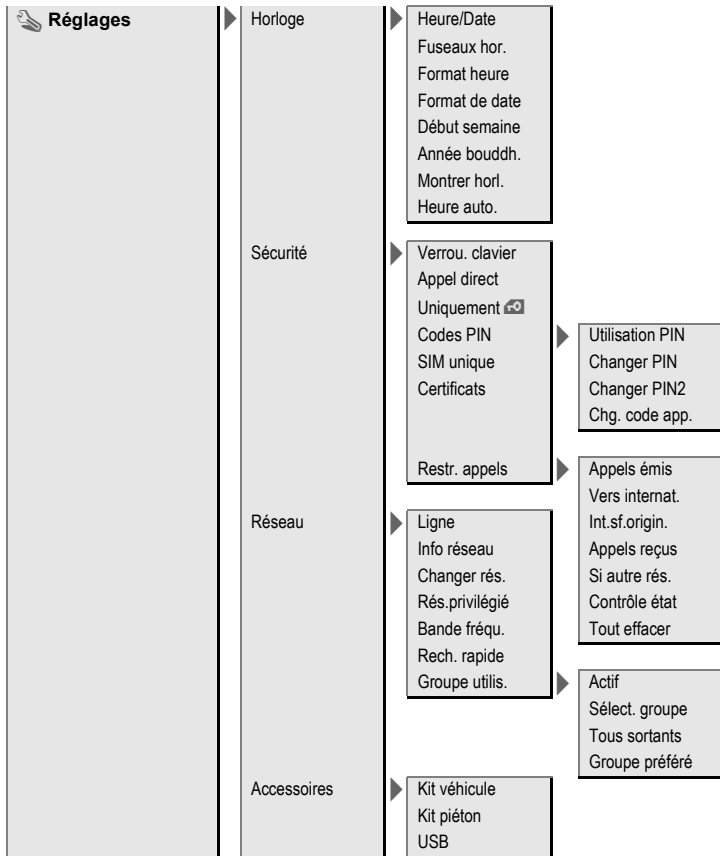 Réglages
Horloge
Heure/Date
Fuseaux hor.
Format heure
Format de date
Début semaine
Année bouddh.
Montrer horl.
Heure auto.
Sécurité
Verrou. clavier
Appel direct
Uniquement
Codes PIN
Utilisation PIN
Changer PIN
Changer PIN2
Chg. code app.
SIM unique
Certificats
Restr. appels
Appels émis
Vers internat.
Int.sf.origin.
Appels reçus
Si autre rés.
Contrôle état
Tout effacer
Réseau
Ligne
Info réseau
Changer rés.
Rés.privilégié
Bande fréqu.
Rech. rapide
Groupe utilis.
Actif
Sélect. groupe
Tous sortants
Groupe préféré
Accessoires
Kit véhicule
Kit piéton
USB